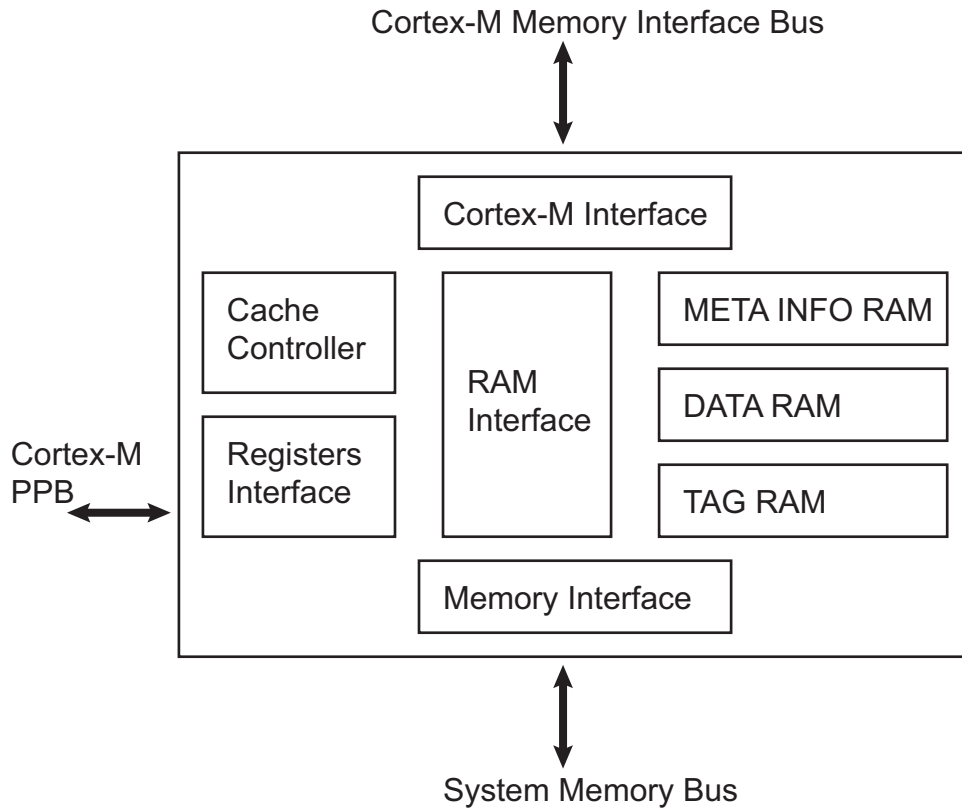 Cortex-M Memory Interface Bus
Cortex-M Interface
Cache
Controller
RAM
Interface
META INFO RAM
DATA RAM
TAG RAM
Cortex-M
PPB
Registers
Interface
Memory Interface
System Memory Bus